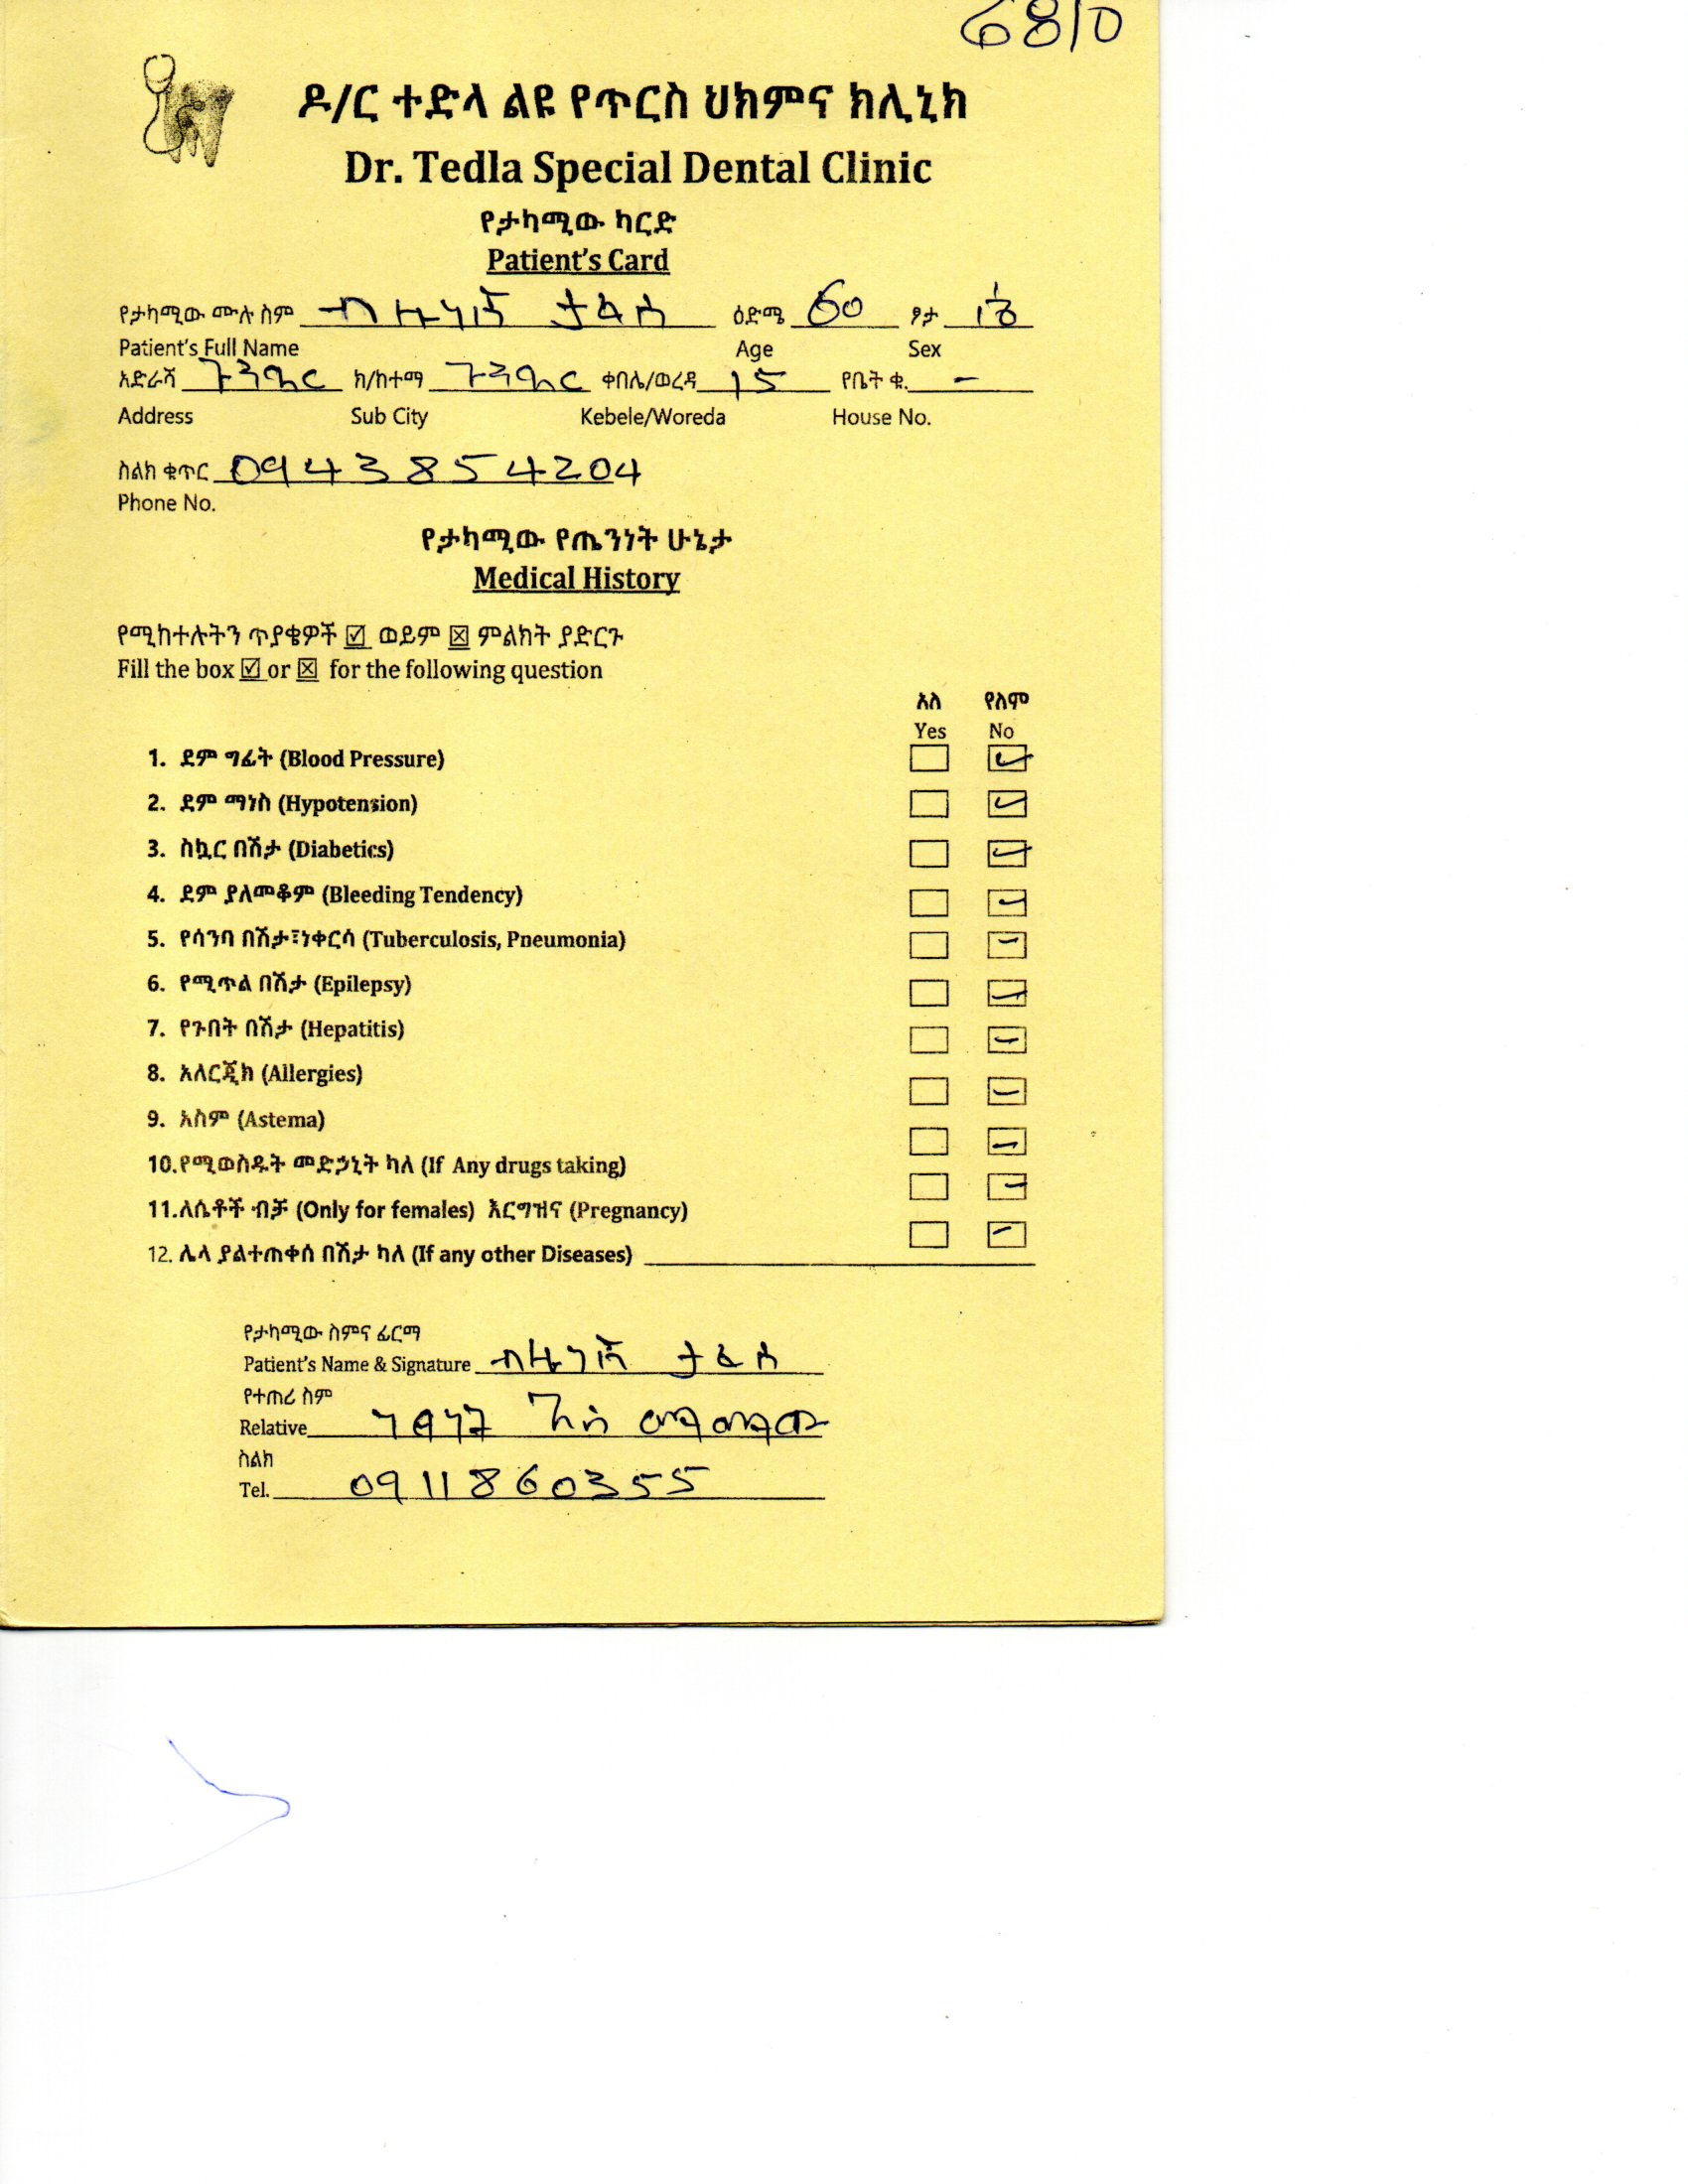 6810
ዶ/ር ተድላ ልዩ የጥርስ ህክምና ክሊኒክ
Dr. Tedla Special Dental Clinic
የታካሚው ካርድ
Patient's Card
የታካሚው ሙሉ ስም ብዙነሽ ታፈሰ ዕድሜ 60 ፆታ
Patient's Full Name Age Sex
አድራሻ ጉንዳር ክ/ከተማ ጉንዳር ቀበሌ/ወረዳ 15 የቤት ቁ. -
Address Sub City Kebele/Woreda House No.
ስልክ ቁጥር 09438854204
Phone No.
የታካሚው የጤንነት ሁኔታ
Medical History
የሚከተሉትን ጥያቄዎች ☑ ወይም ☒ ምልክት ያድርጉ
Fill the box ☑ or ☒ for the following question
አለ የለም
Yes No
1. ደም ግፊት (Blood Pressure)
2. ደም ማነስ (Hypotension)
3. ስኳር በሽታ (Diabetics)
4. ደም ያለመቆም (Bleeding Tendency)
5. የሳንባ በሽታ፣ነቀርሳ (Tuberculosis, Pneumonia)
6. የሚጥል በሽታ (Epilepsy)
7. የጉበት በሽታ (Hepatitis)
8. አለርጂክ (Allergies)
9. አስም (Astema)
10.የሚወስዱት መድኃኒት ካለ (If Any drugs taking)
11.ለሴቶች ብቻ (Only for females) እርግዝና (Pregnancy)
12. ሌላ ያልተጠቀሰ በሽታ ካለ (If any other Diseases)
የታካሚው ስምና ፊርማ
Patient's Name & Signature ብዙነሽ ታፈሰ
የተጠሪ ስም
Relative
ስልክ
Tel. 0911860355